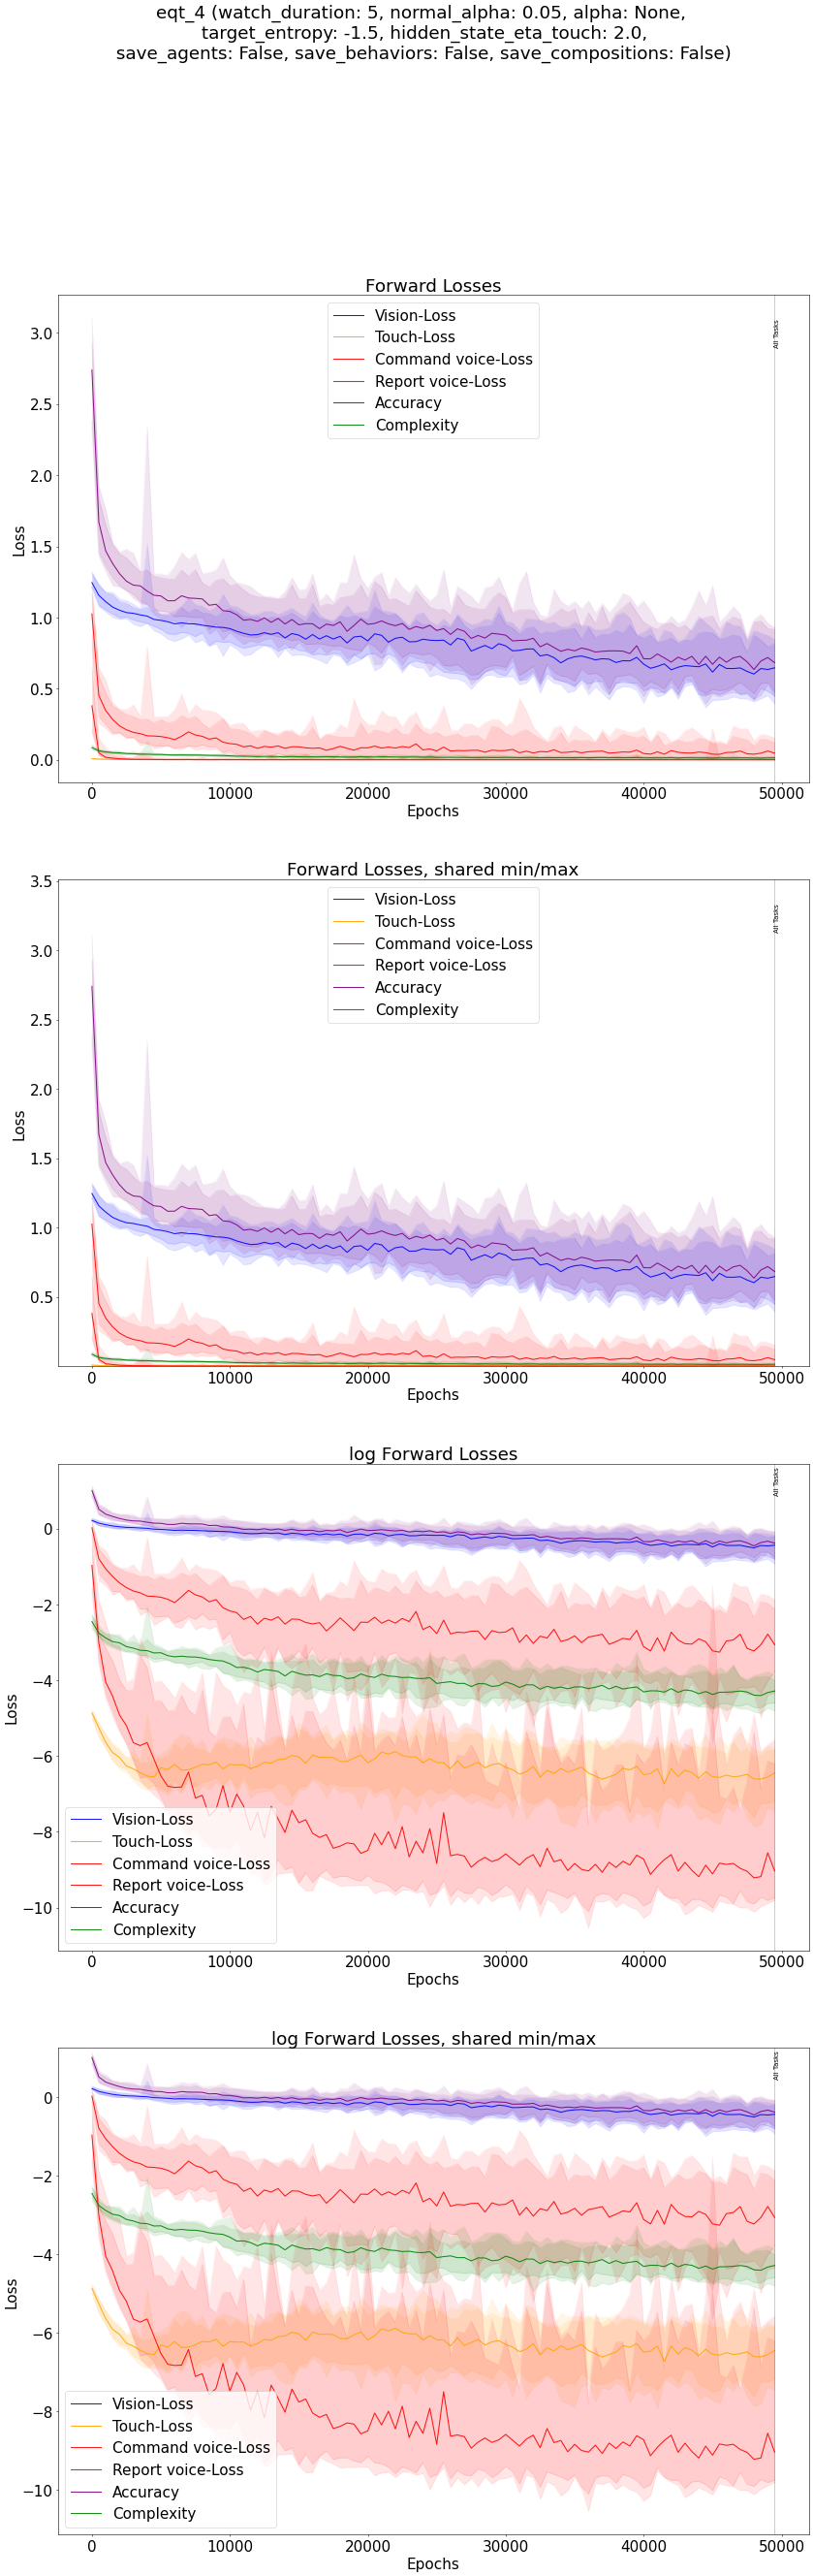 eqt_4 (watch_duration: 5, normal_alpha: 0.05, alpha: None,
target_entropy: -1.5, hidden_state_eta_touch: 2.0,
save_agents: False, save_behaviors: False, save_compositions: False)
Forward Losses
Vision-Loss
Touch-Loss
Command voice-Loss
Report voice-Loss
Accuracy
Complexity
All Tasks
3.0
2.5
2.0
1.5
1.0
0.5
0.0
Loss
0 10000 20000 30000 40000 50000
Epochs
Forward Losses, shared min/max
Vision-Loss
Touch-Loss
Command voice-Loss
Report voice-Loss
Accuracy
Complexity
All Tasks
3.5
3.0
2.5
2.0
1.5
1.0
0.5
Loss
0 10000 20000 30000 40000 50000
Epochs
log Forward Losses
All Tasks
0
−2
−4
−6
−8
−10
Loss
Vision-Loss
Touch-Loss
Command voice-Loss
Report voice-Loss
Accuracy
Complexity
0 10000 20000 30000 40000 50000
Epochs
log Forward Losses, shared min/max
All Tasks
0
−2
−4
−6
−8
−10
Loss
Vision-Loss
Touch-Loss
Command voice-Loss
Report voice-Loss
Accuracy
Complexity
0 10000 20000 30000 40000 50000
Epochs